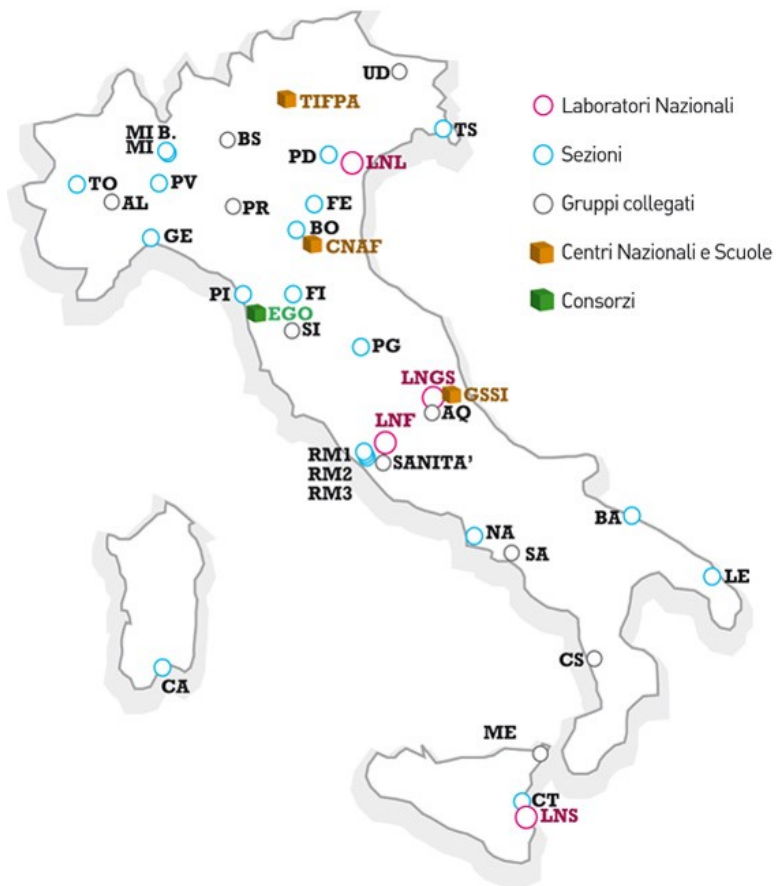 UD
TIFPA
Laboratori Nazionali
MI B.
MI
BS
TS
PD
LNL
Sezioni
TO
PV
AL
PR
FE
Gruppi collegati
BO
GE
CNAF
Centri Nazionali e Scuole
PI
FI
EGO
SI
Consorzi
PG
LNGS
GSSI
AQ
LNF
RM1
SANITA'
RM2
RM3
BA
NA
SA
LE
CS
CA
ME
CT
LNS